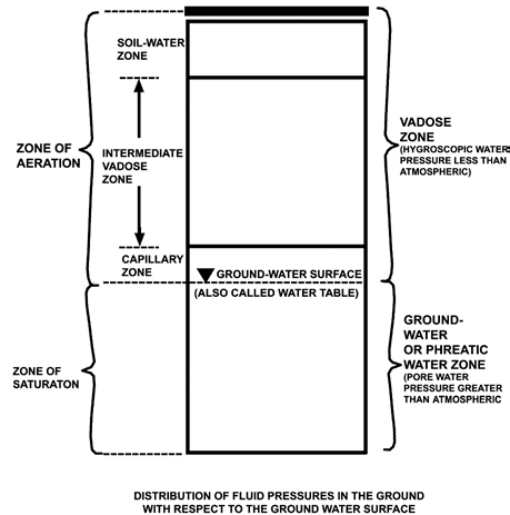 SOIL-WATER
ZONE
ZONE OF
AERATION
INTERMEDIATE
VADOSE
ZONE
VADOSE
ZONE
(HYGROSCOPIC WATER
PRESSURE LESS THAN
ATMOSPHERIC)
CAPILLARY
ZONE
GROUND-WATER SURFACE
(ALSO CALLED WATER TABLE)
ZONE OF
SATURATON
GROUND-
WATER
OR PHREATIC
WATER ZONE
(PORE WATER
PRESSURE GREATER
THAN ATMOSPHERIC
DISTRIBUTION OF FLUID PRESSURES IN THE GROUND
WITH RESPECT TO THE GROUND WATER SURFACE